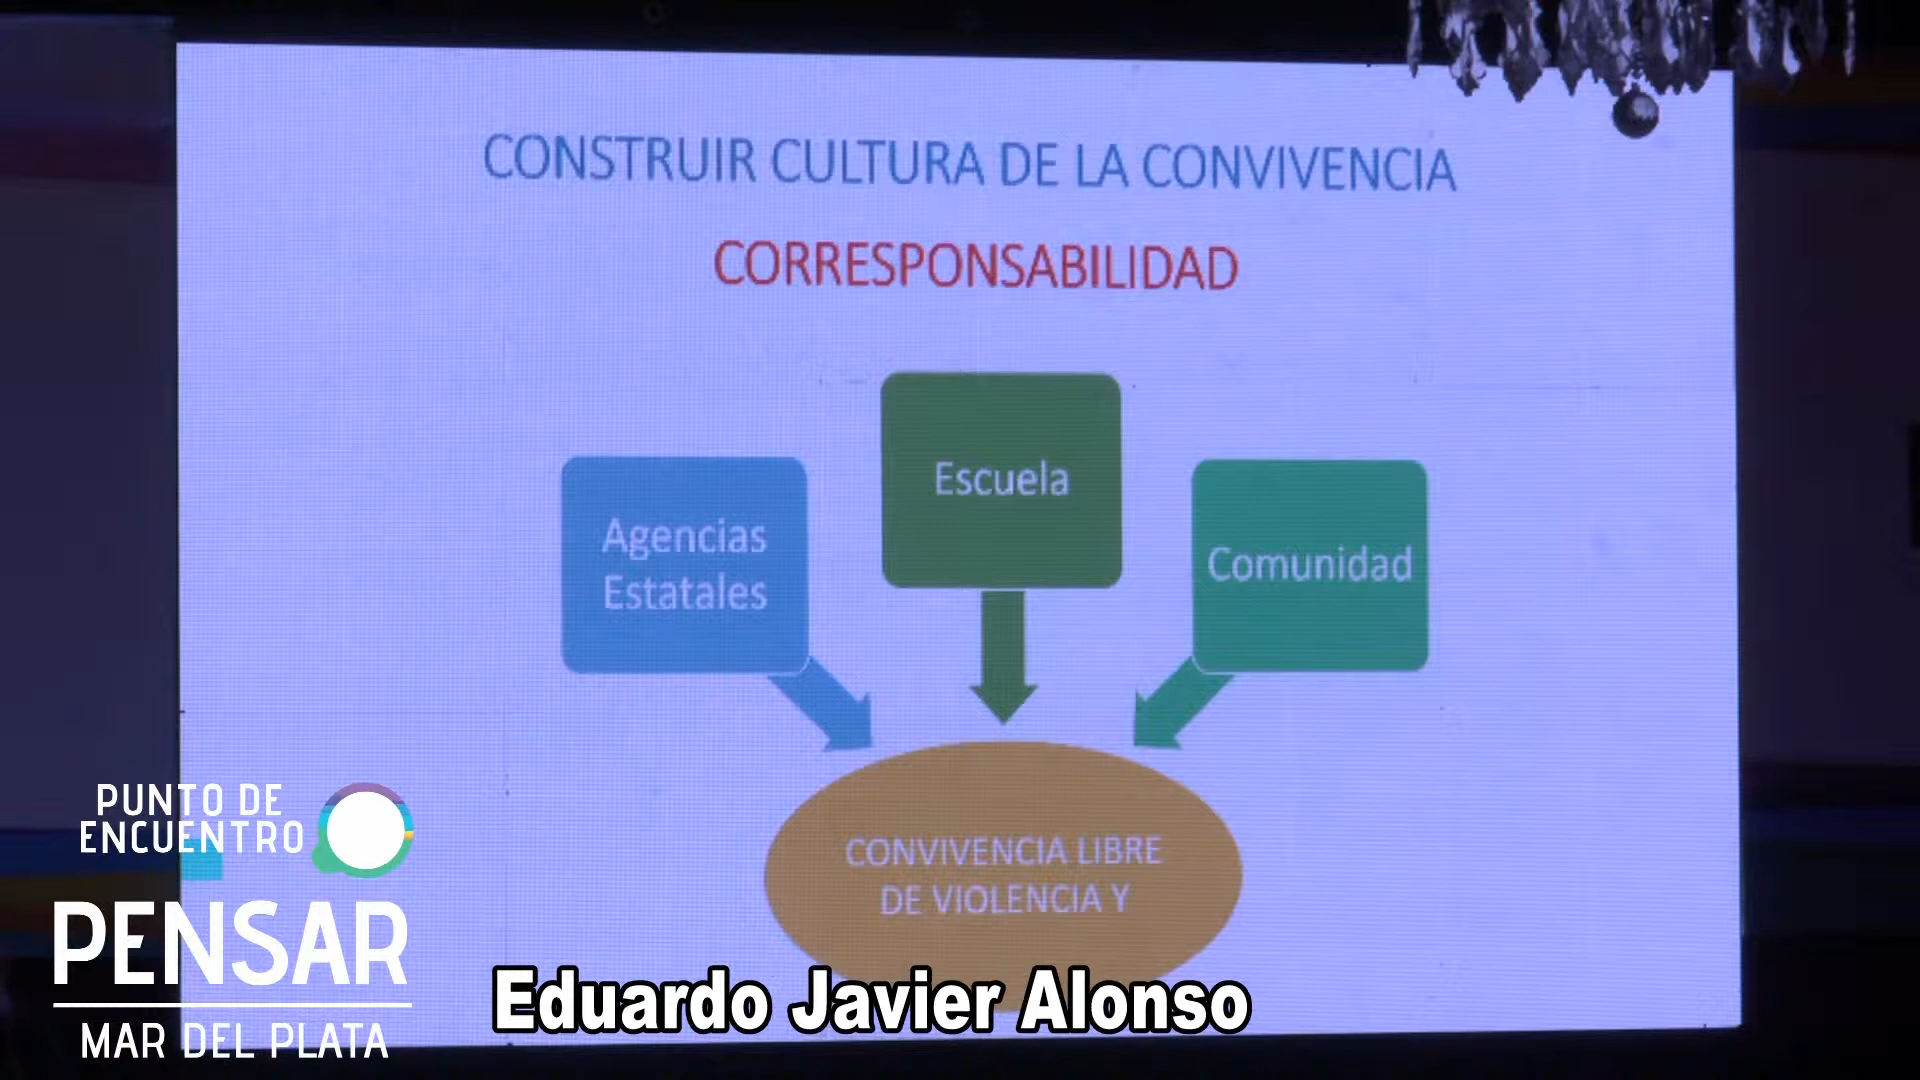 CONSTRUIR CULTURA DE LA CONVIVENCIA
CORRESPONSABILIDAD
Escuela
Agencias
Estatales
Comunidad
CONVIVENCIA LIBRE
DE VIOLENCIA Y
PUNTO DE
ENCUENTRO
PENSAR
MAR DEL PLATA
Eduardo Javier Alonso